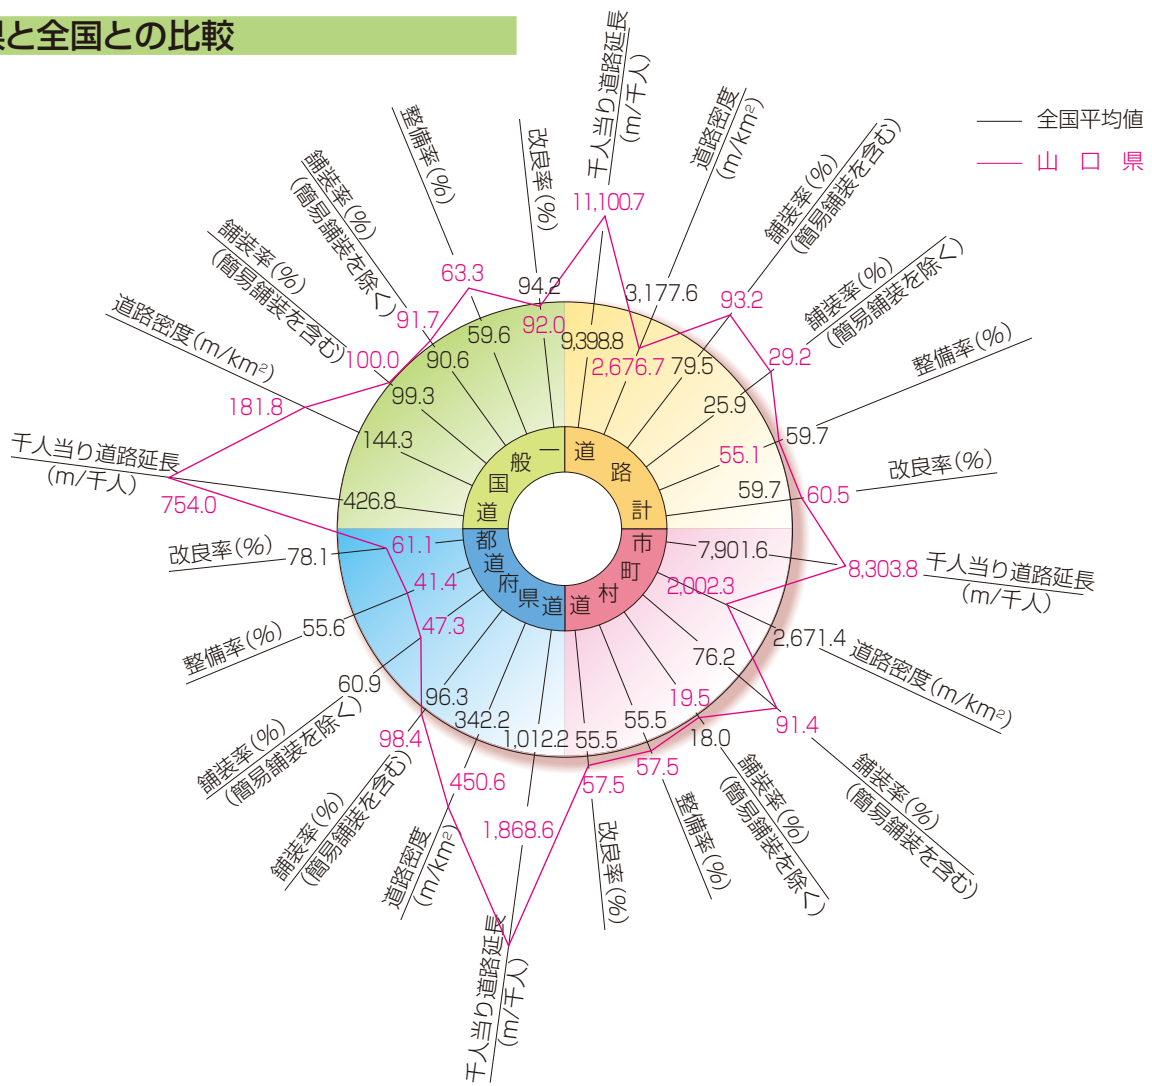 県と全国との比較
全国平均値
山口県
道路計
千人当り道路延長
(m/千人)
11,100.7
9,398.8
道路密度
(m/km²)
3,177.6
2,676.7
舗装率(%)
(簡易舗装を含む)
93.2
79.5
舗装率(%)
(簡易舗装を除く)
29.2
25.9
整備率(%)
59.7
55.1
改良率(%)
60.5
59.7
市町村道
千人当り道路延長
(m/千人)
8,303.8
7,901.6
道路密度(m/km²)
2,671.4
2,002.3
舗装率(%)
(簡易舗装を含む)
91.4
76.2
舗装率(%)
(簡易舗装を除く)
18.0
19.5
整備率(%)
57.5
55.5
改良率(%)
57.5
55.5
都道府県道
千人当り道路延長
(m/千人)
1,868.6
1,012.2
道路密度
(m/km²)
450.6
342.2
舗装率(%)
(簡易舗装を含む)
98.4
96.3
舗装率(%)
(簡易舗装を除く)
60.9
47.3
整備率(%)
55.6
41.4
改良率(%)
78.1
61.1
一般国道
千人当り道路延長
(m/千人)
754.0
426.8
道路密度(m/km²)
181.8
144.3
舗装率(%)
(簡易舗装を含む)
100.0
99.3
舗装率(%)
(簡易舗装を除く)
91.7
90.6
整備率(%)
63.3
59.6
改良率(%)
94.2
92.0